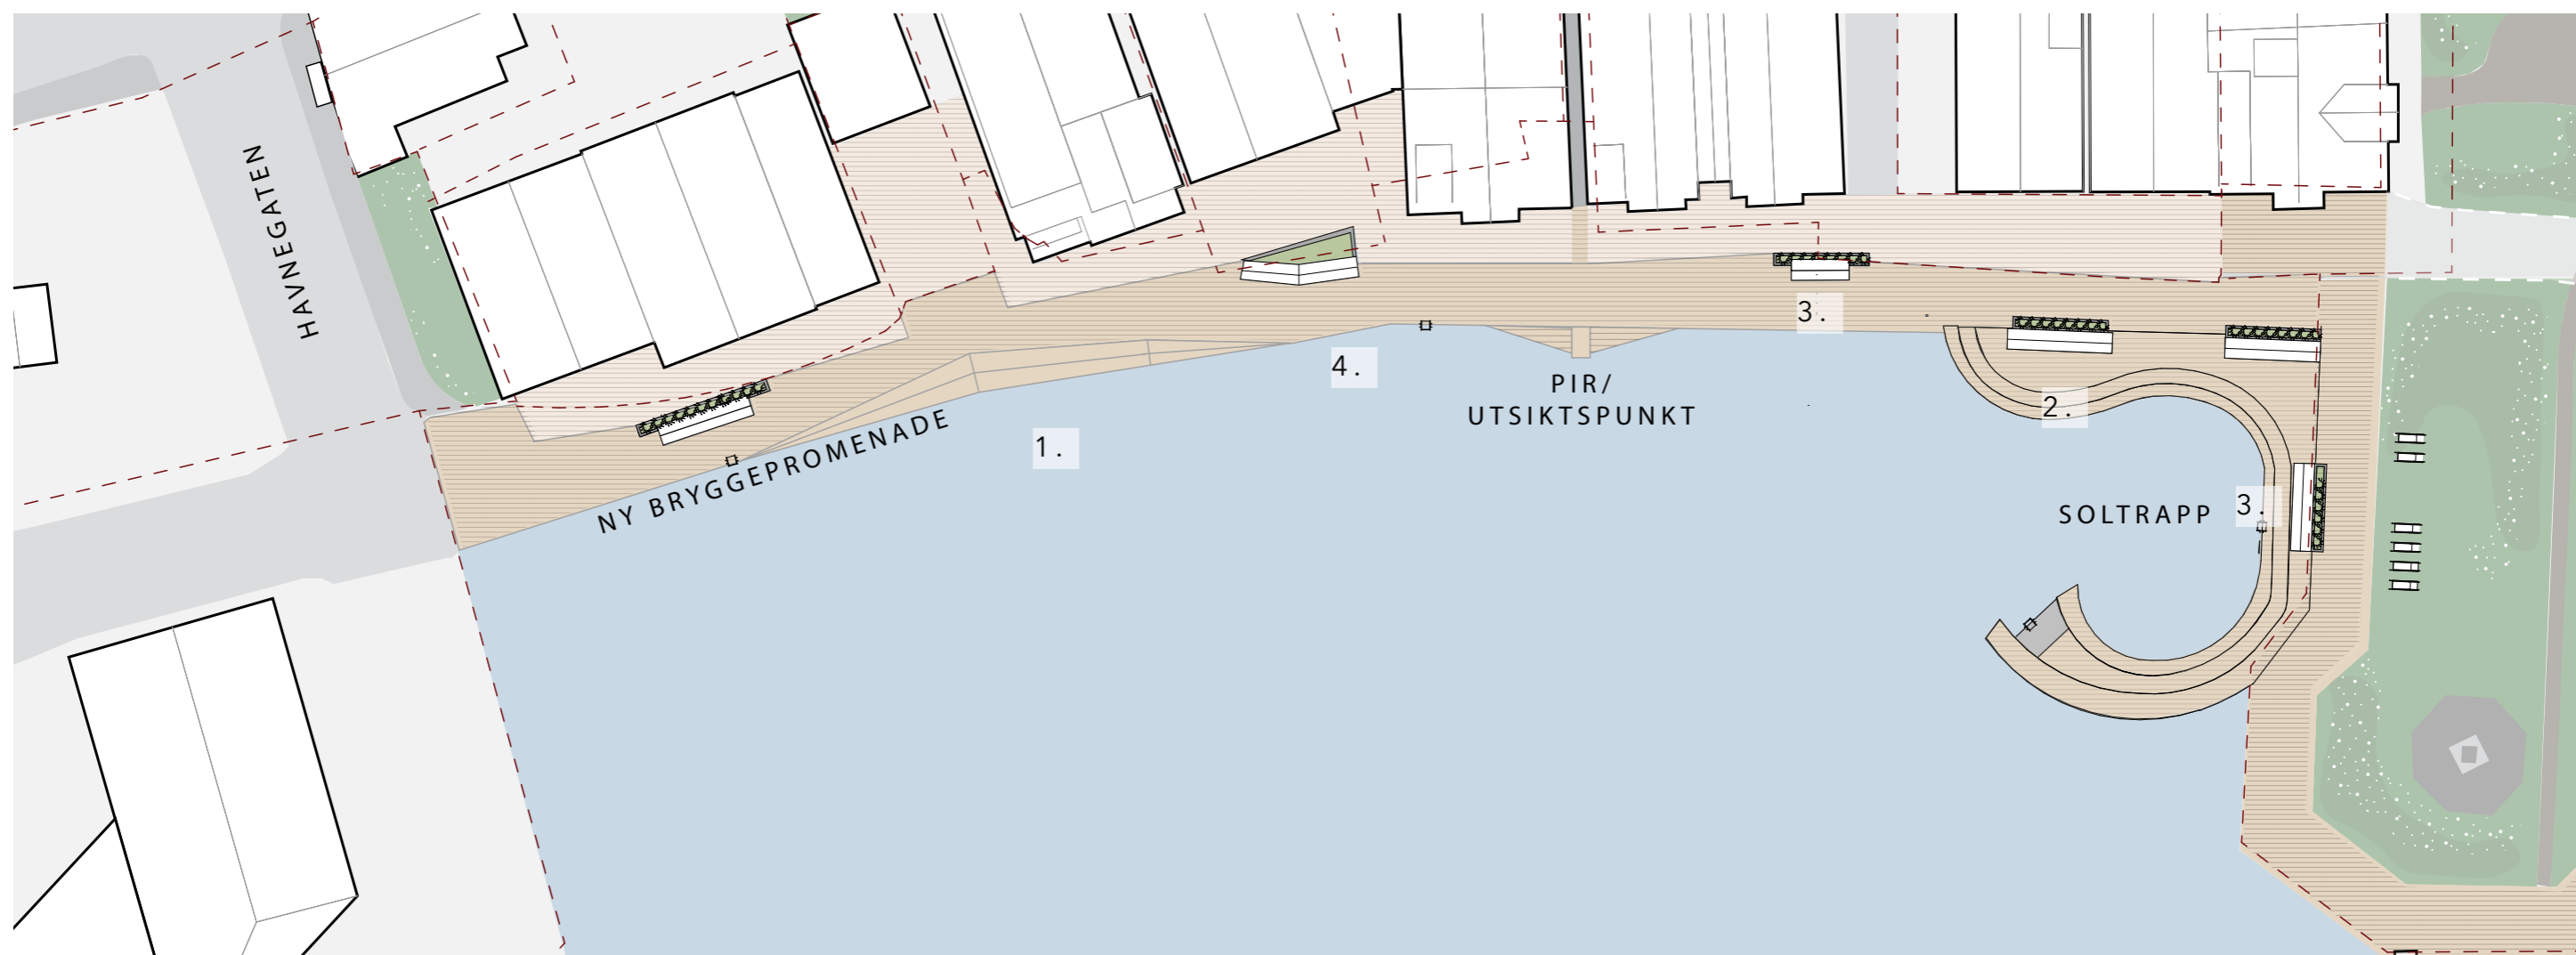 HAVNEGATEN
3.
4.
PIR/
UTSIKTSPUNKT
2.
NY BRYGGEPROMENADE
1.
SOLTRAPP
3.